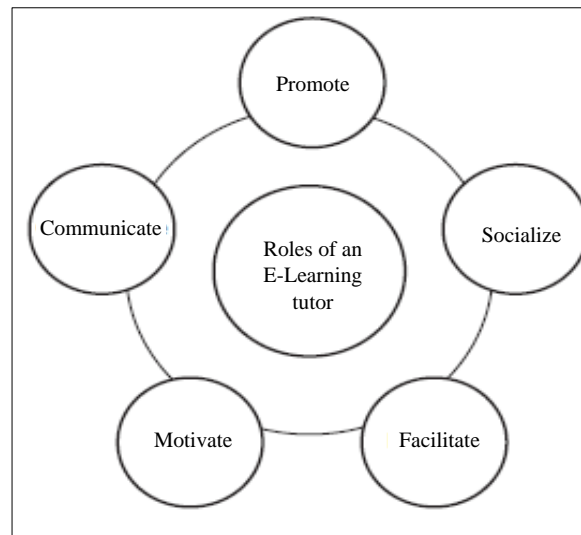 Promote
Communicate
Socialize
Roles of an
E-Learning
tutor
Motivate
Facilitate